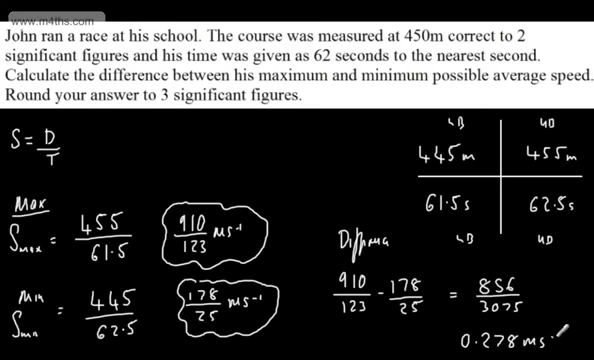 www.m4ths.com
John ran a race at his school. The course was measured at 450m correct to 2
significant figures and his time was given as 62 seconds to the nearest second.
Calculate the difference between his maximum and minimum possible average speed.
Round your answer to 3 significant figures.
LB UB
S = D/T
445m 455m
61.5s 62.5s
LB UB
Max
Smax = 455/61.5 910/123 ms⁻¹
Min
Smin = 445/62.5 178/25 ms⁻¹
910/123 - 178/25 = 856/3075
0.278 ms